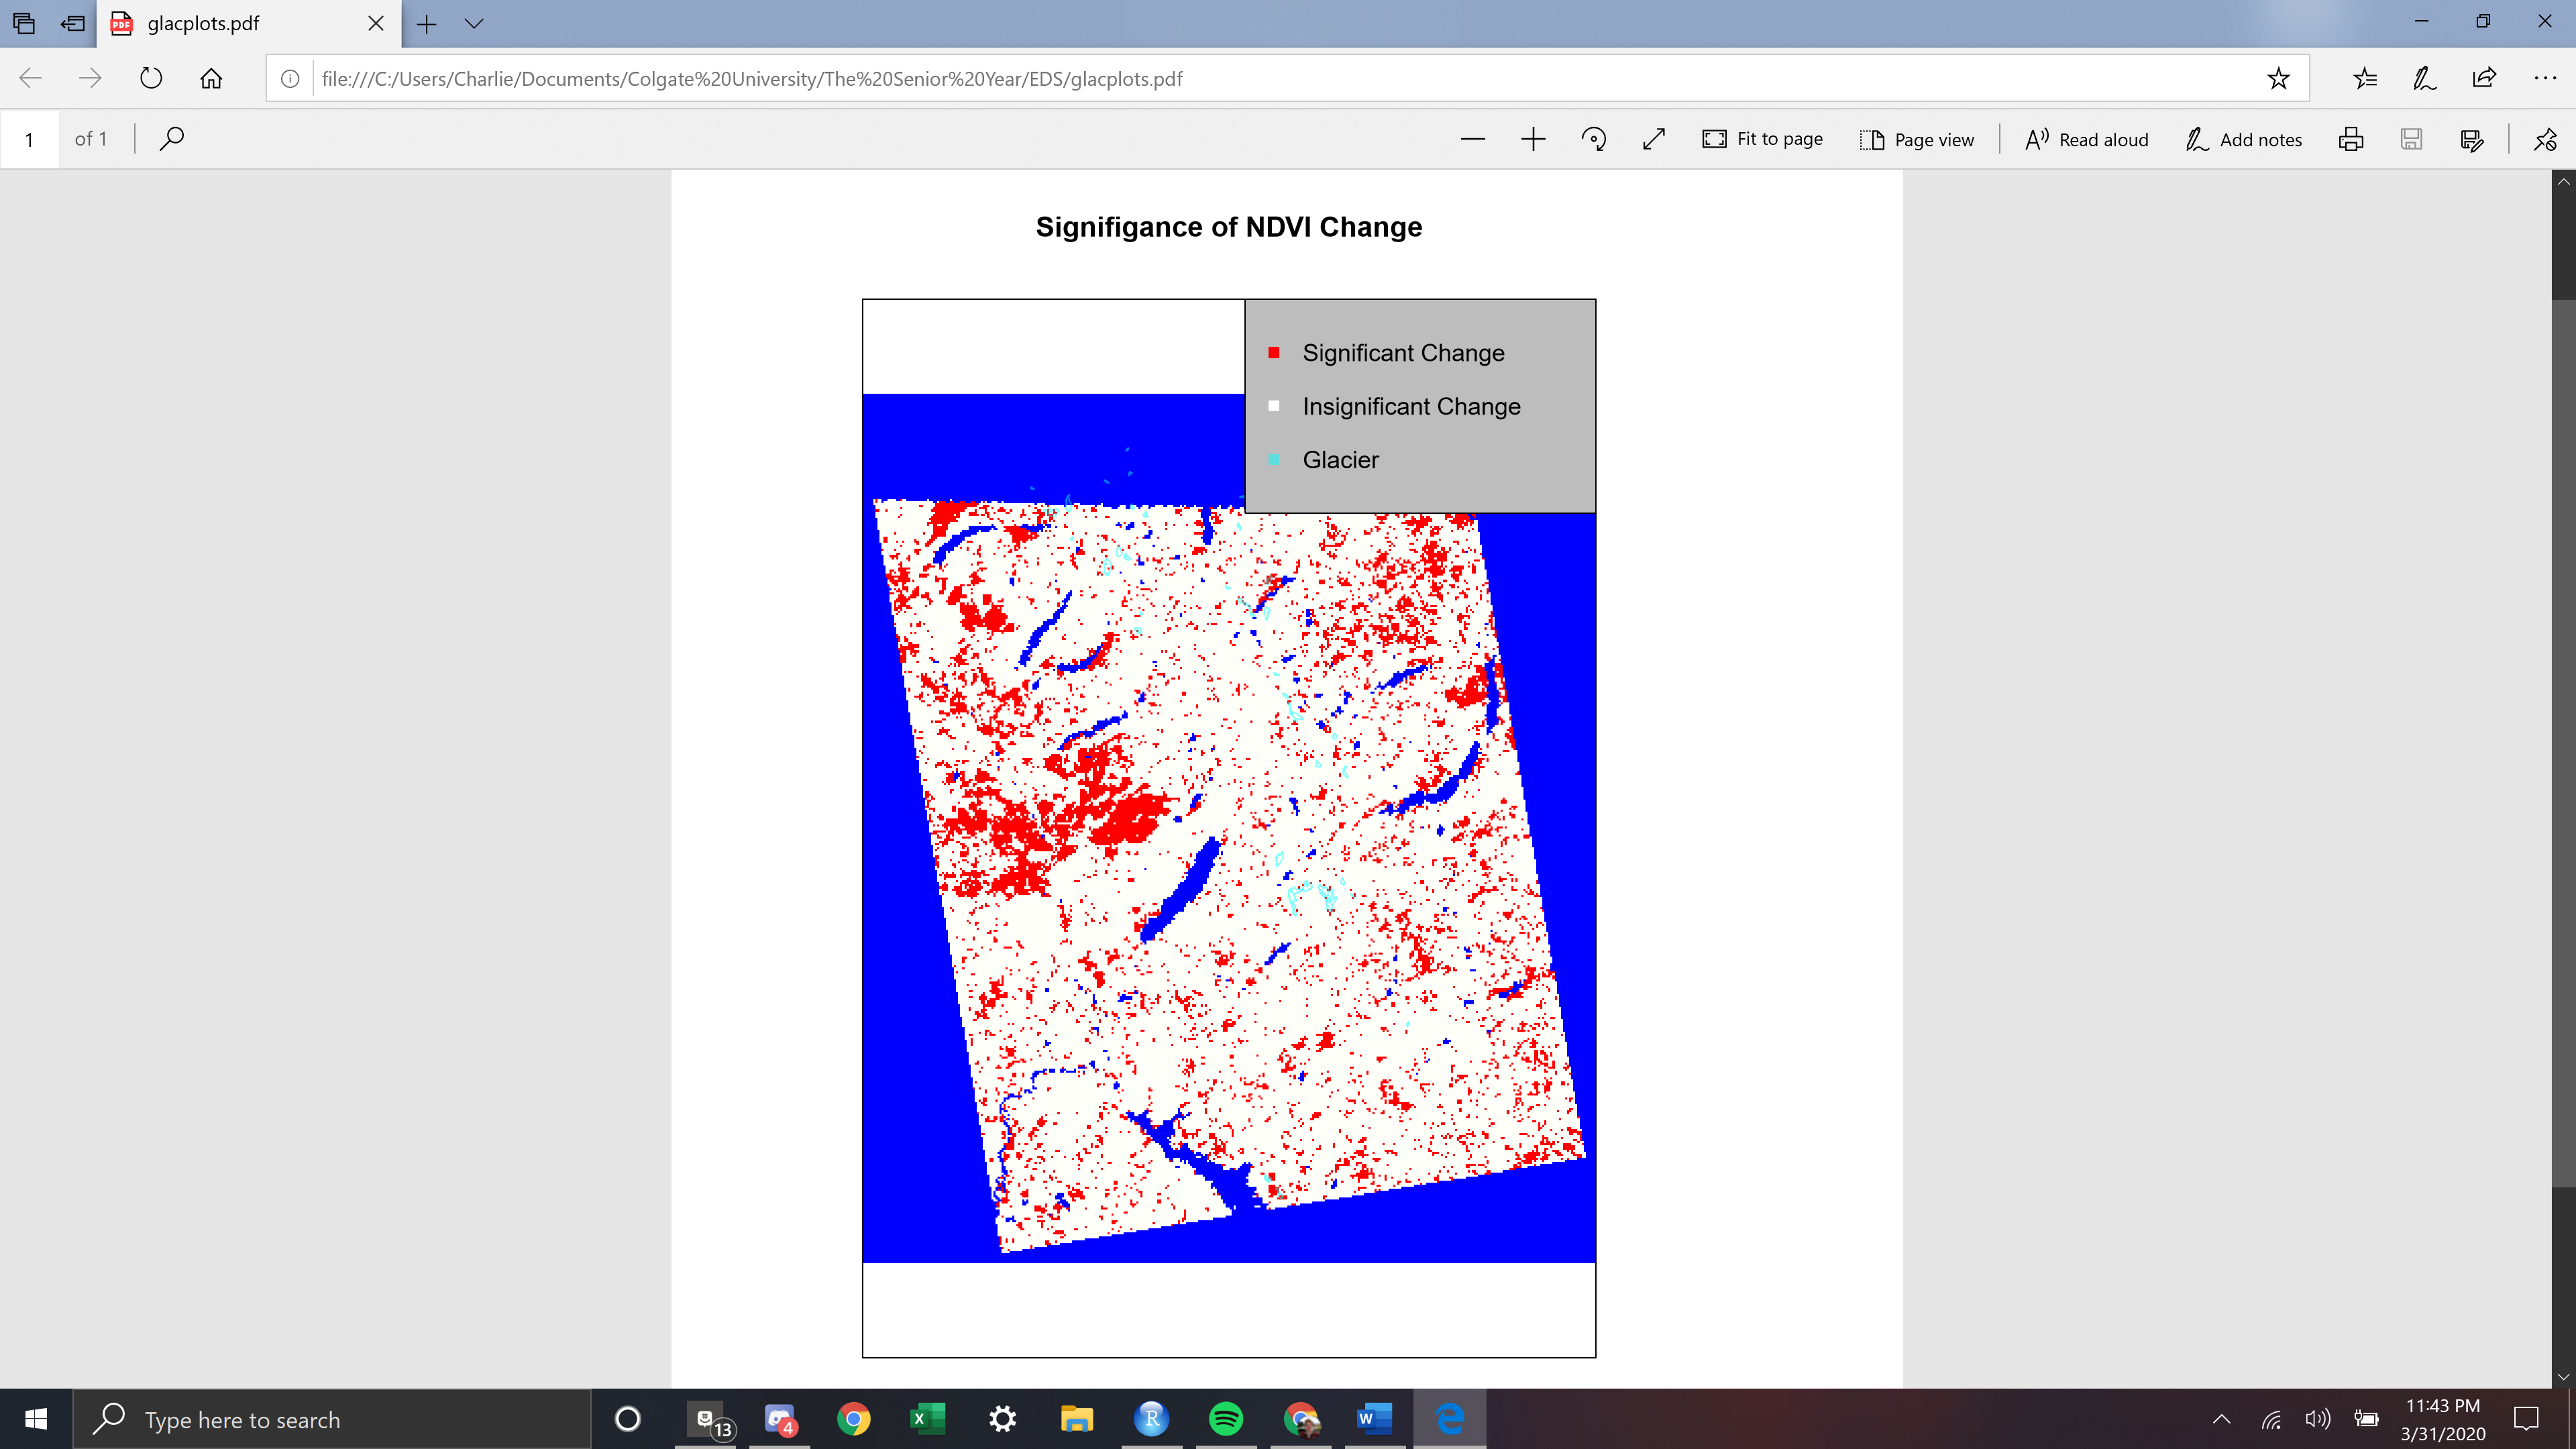 glacplots.pdf
file:///C:/Users/Charlie/Documents/Colgate%20University/The%20Senior%20Year/EDS/glacplots.pdf
1 of 1
Fit to page
Page view
Read aloud
Add notes
Signifigance of NDVI Change
Significant Change
Insignificant Change
Glacier
Type here to search
13
4
11:43 PM
3/31/2020